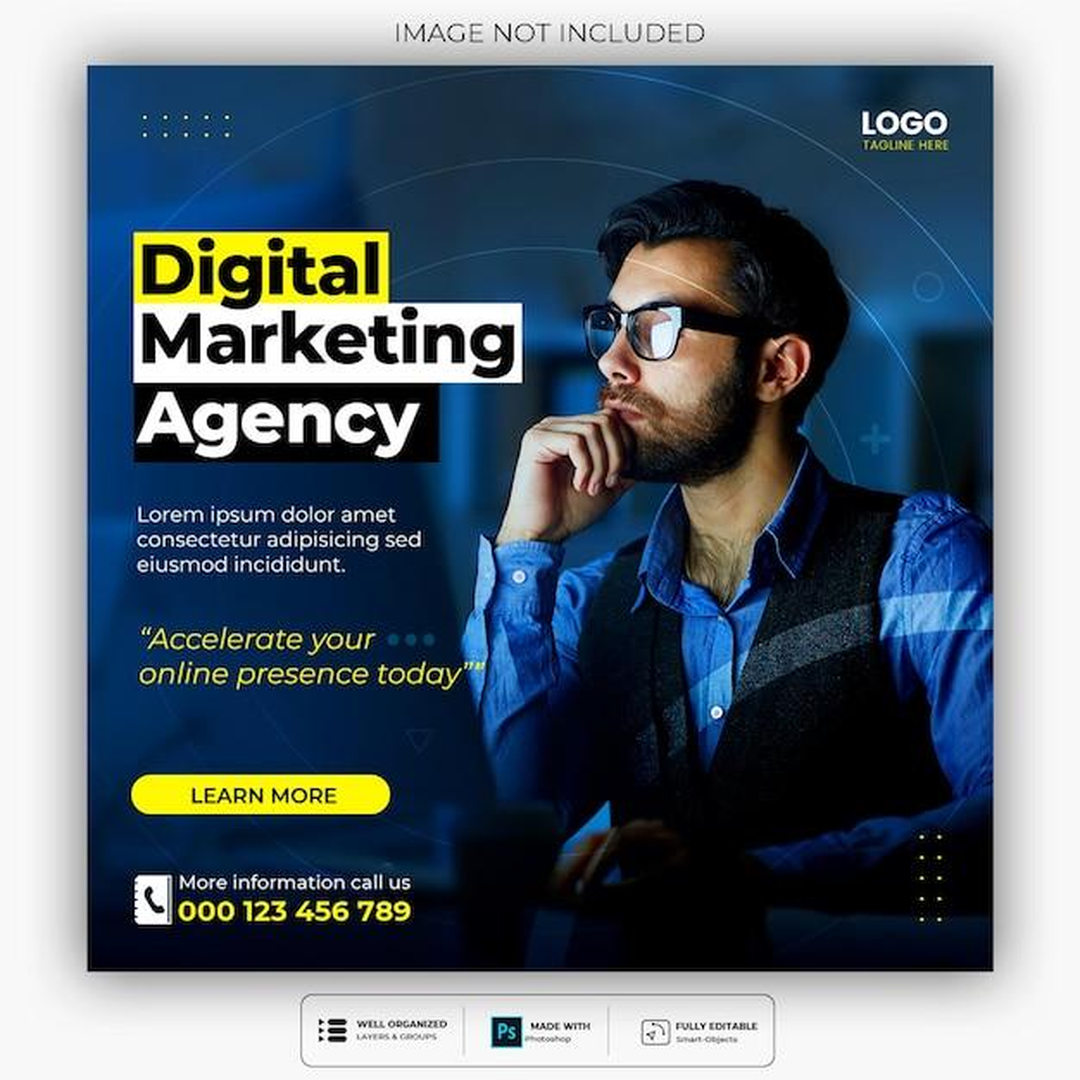 IMAGE NOT INCLUDED
LOGO
TAGLINE HERE
Digital
Marketing
Agency
Lorem ipsum dolor amet
consectetur adipisicing sed
eiusmod incididunt.
“Accelerate your
online presence today”"
LEARN MORE
More information call us
000 123 456 789
WELL ORGANIZED
LAYERS & GROUPS
Ps
MADE WITH
Photoshop
FULLY EDITABLE
Smart-Objects